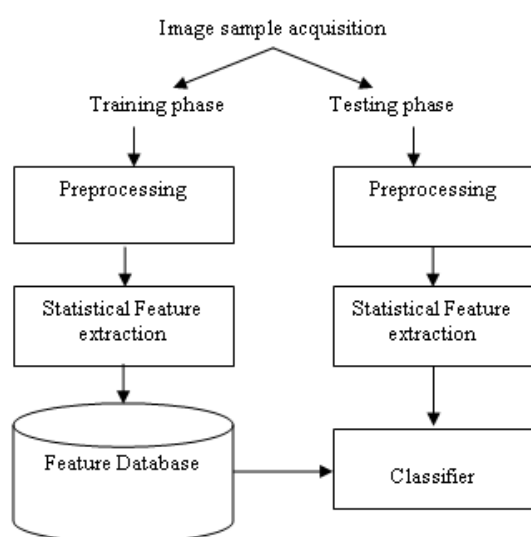 Image sample acquisition
Training phase
Testing phase
Preprocessing
Preprocessing
Statistical Feature
extraction
Statistical Feature
extraction
Feature Database
Classifier